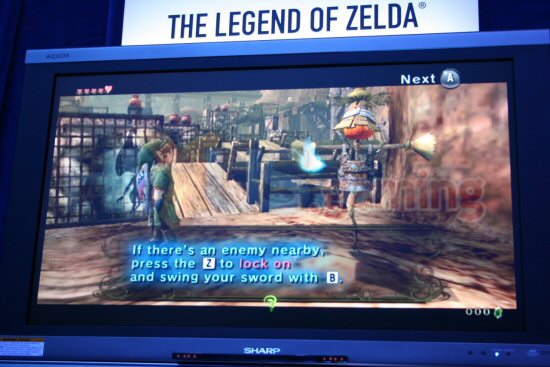 THE LEGEND OF ZELDA®
AQUOS
Next A
If there's an enemy nearby,
press the Z to lock on
and swing your sword with B.
000
SHARP